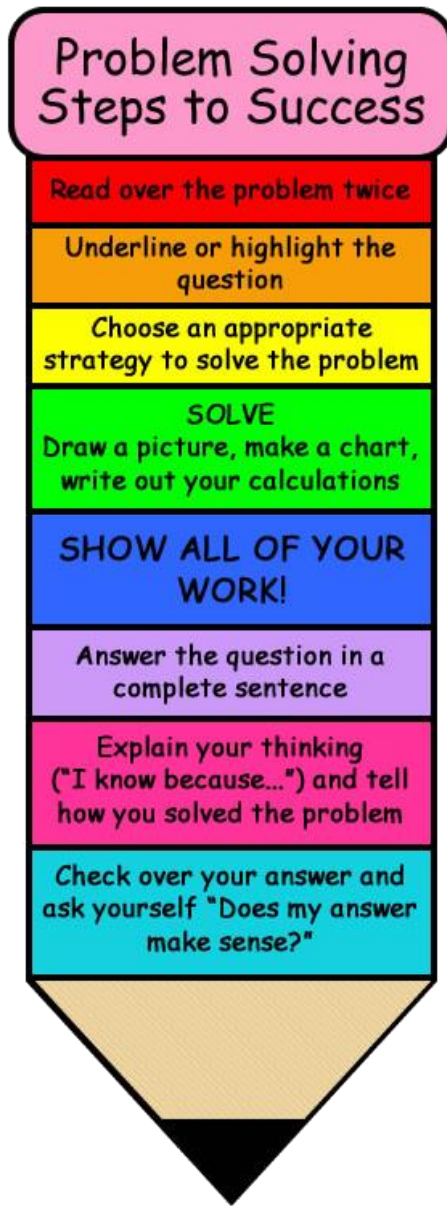 Problem Solving
Steps to Success
Read over the problem twice
Underline or highlight the
question
Choose an appropriate
strategy to solve the problem
SOLVE
Draw a picture, make a chart,
write out your calculations
SHOW ALL OF YOUR
WORK!
Answer the question in a
complete sentence
Explain your thinking
("I know because...") and tell
how you solved the problem
Check over your answer and
ask yourself "Does my answer
make sense?"